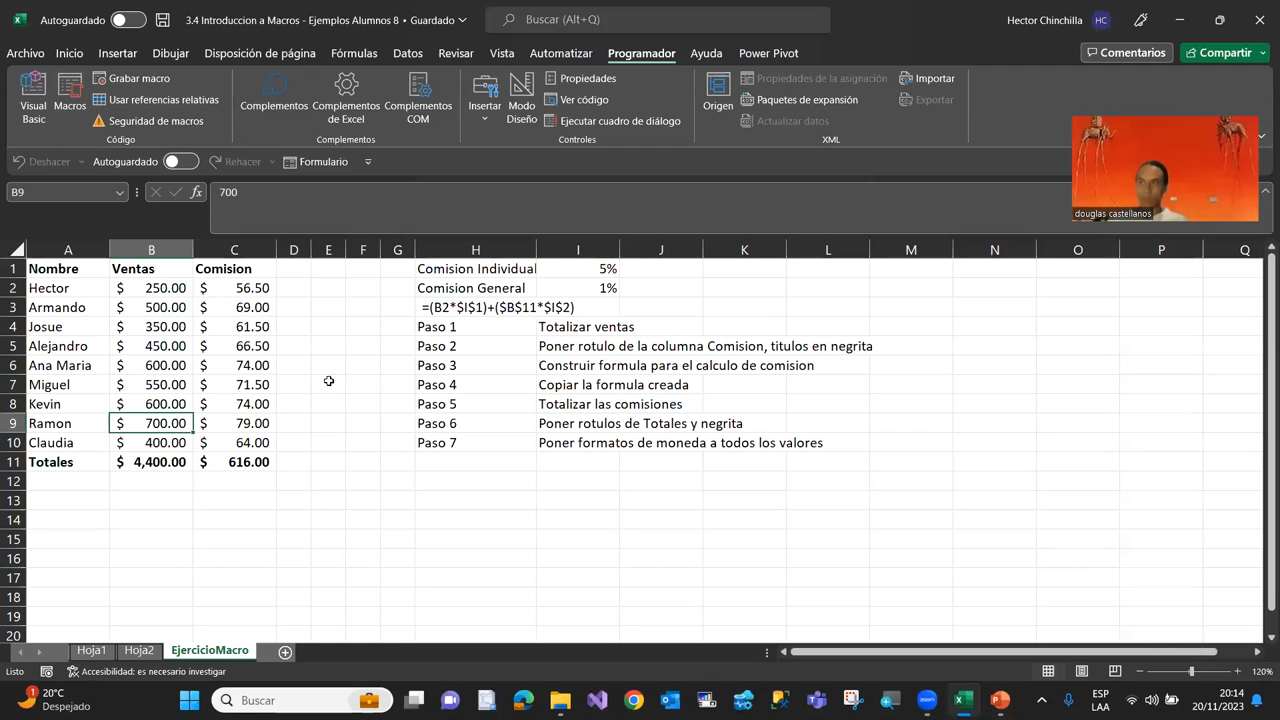 Autoguardado 3.4 Introduccion a Macros - Ejemplos Alumnos 8 • Guardado Buscar (Alt+Q) Hector Chinchilla HC
Archivo Inicio Insertar Dibujar Disposición de página Fórmulas Datos Revisar Vista Automatizar Programador Ayuda Power Pivot Comentarios Compartir
Visual Basic
Macros
Grabar macro
Usar referencias relativas
Seguridad de macros
Código
Complementos
Complementos de Excel
Complementos COM
Complementos
Insertar
Modo Diseño
Propiedades
Ver código
Ejecutar cuadro de diálogo
Controles
Origen
Propiedades de la asignación
Paquetes de expansión
Actualizar datos
Importar
Exportar
XML
Deshacer Autoguardado Rehacer Formulario
douglas castellanos
B9 fx 700
A B C D E F G H I J K L M N O P Q
1 Nombre Ventas Comision Comision Individual 5%
2 Hector $ 250.00 $ 56.50 Comision General 1%
3 Armando $ 500.00 $ 69.00 =(B2*$I$1)+($B$11*$I$2)
4 Josue $ 350.00 $ 61.50 Paso 1 Totalizar ventas
5 Alejandro $ 450.00 $ 66.50 Paso 2 Poner rotulo de la columna Comision, titulos en negrita
6 Ana Maria $ 600.00 $ 74.00 Paso 3 Construir formula para el calculo de comision
7 Miguel $ 550.00 $ 71.50 Paso 4 Copiar la formula creada
8 Kevin $ 600.00 $ 74.00 Paso 5 Totalizar las comisiones
9 Ramon $ 700.00 $ 79.00 Paso 6 Poner rotulos de Totales y negrita
10 Claudia $ 400.00 $ 64.00 Paso 7 Poner formatos de moneda a todos los valores
11 Totales $ 4,400.00 $ 616.00
12
13
14
15
16
17
18
19
20
Hoja1 Hoja2 EjercicioMacro
Listo Accesibilidad: es necesario investigar 120%
20°C
Despejado
1
Buscar
zoom
ESP
LAA
20:14
20/11/2023